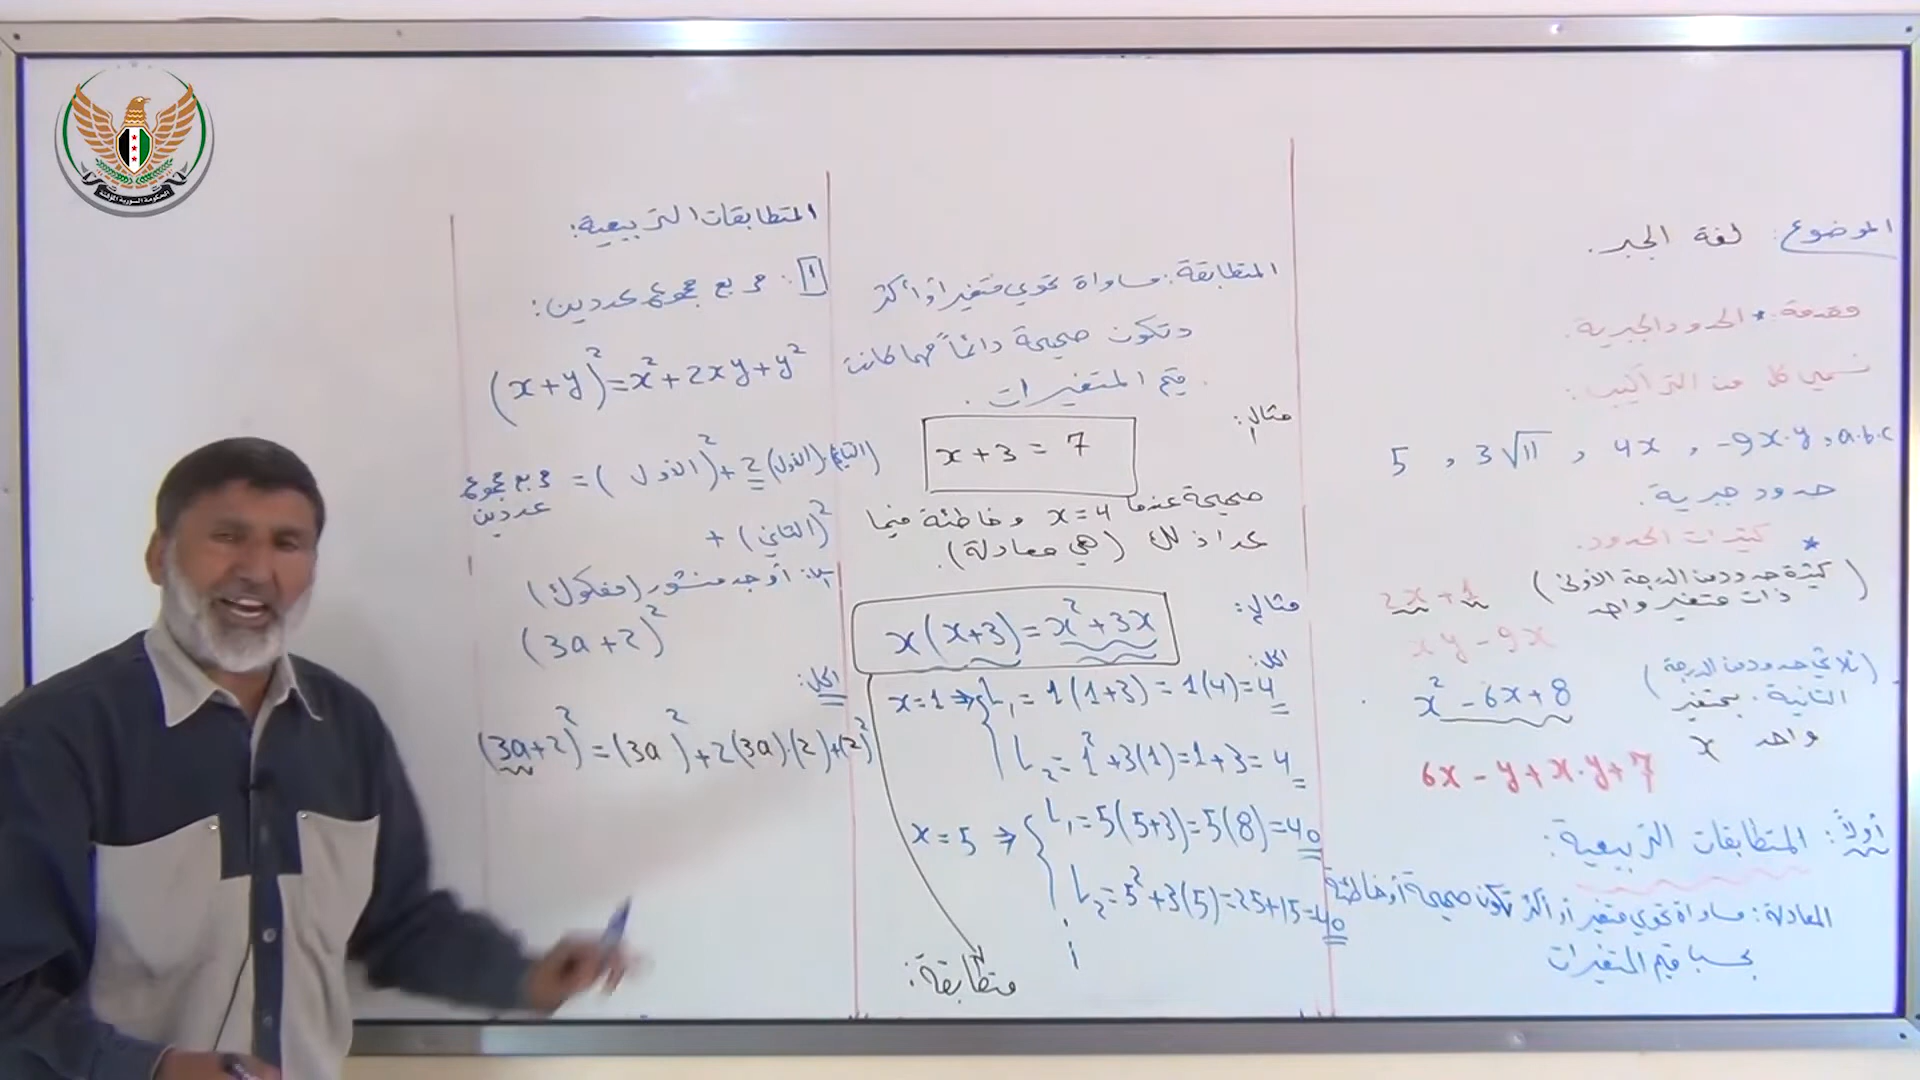 الموضوع: لغة الجبر.
مقدمة: * الحدود الجبرية.
نسمي كل من التراكيب:
5 , 3√11 , 4x , -9x.y , a.b.c
حدود جبرية.
* كثيرات الحدود.
2x + 1 (كثيرة حدود من الدرجة الأولى
ذات متغير واحد)
xy - 9x
x² - 6x + 8 (ثلاثي حدود من الدرجة
الثانية. بمتغير
واحد x)
6x - y + x.y + 7
أولاً: المتطابقات التربيعية:
المعادلة: مساواة تحوي متغير أو أكثر تكون صحيحة أو خاطئة
بحسب قيم المتغيرات
المتطابقة: مساواة تحوي متغيراً أو أكثر
وتكون صحيحة دائماً مهما كانت
قيم المتغيرات.
مثال1:
x + 3 = 7
صحيحة عندما x = 4 وخاطئة فيما
عدا ذلك (هي معادلة).
مثال2:
x(x+3) = x² + 3x
الحل:
x = 1 ⇒ { L₁ = 1(1+3) = 1(4) = 4
L₂ = 1² + 3(1) = 1 + 3 = 4
x = 5 ⇒ { L₁ = 5(5+3) = 5(8) = 40
L₂ = 5² + 3(5) = 25 + 15 = 40
متطابقة:
المتطابقات التربيعية:
1: مربع مجموع عددين:
(x + y)² = x² + 2xy + y²
مربع مجموع عددين = (الأول)² + 2(الأول).(الثاني)
+ (الثاني)²
أوجد منشور (مفكوك)
(3a + 2)²
الحل:
(3a+2)² = (3a)² + 2(3a).(2) + (2)²
الحكومة السورية المؤقتة